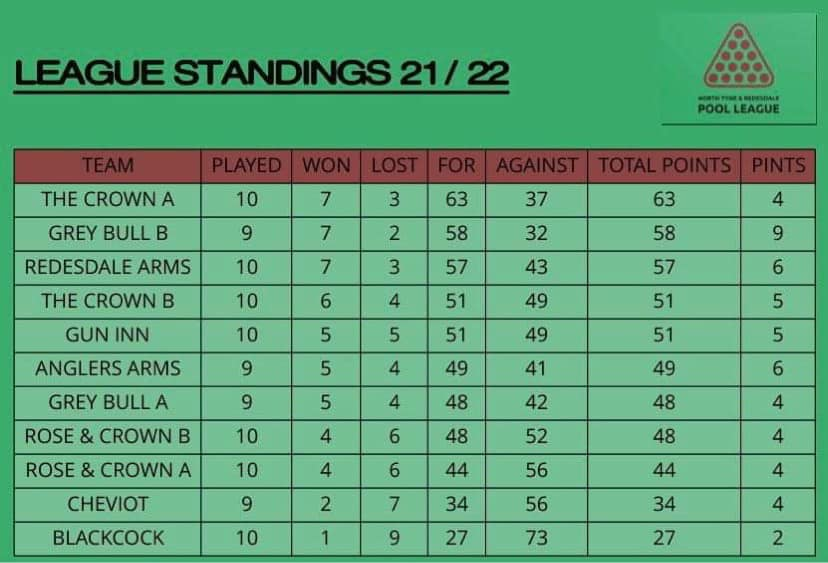 LEAGUE STANDINGS 21/ 22
NORTH TYNE & REDESDALE
POOL LEAGUE
TEAM PLAYED WON LOST FOR AGAINST TOTAL POINTS PINTS
THE CROWN A 10 7 3 63 37 63 4
GREY BULL B 9 7 2 58 32 58 9
REDESDALE ARMS 10 7 3 57 43 57 6
THE CROWN B 10 6 4 51 49 51 5
GUN INN 10 5 5 51 49 51 5
ANGLERS ARMS 9 5 4 49 41 49 6
GREY BULL A 9 5 4 48 42 48 4
ROSE & CROWN B 10 4 6 48 52 48 4
ROSE & CROWN A 10 4 6 44 56 44 4
CHEVIOT 9 2 7 34 56 34 4
BLACKCOCK 10 1 9 27 73 27 2